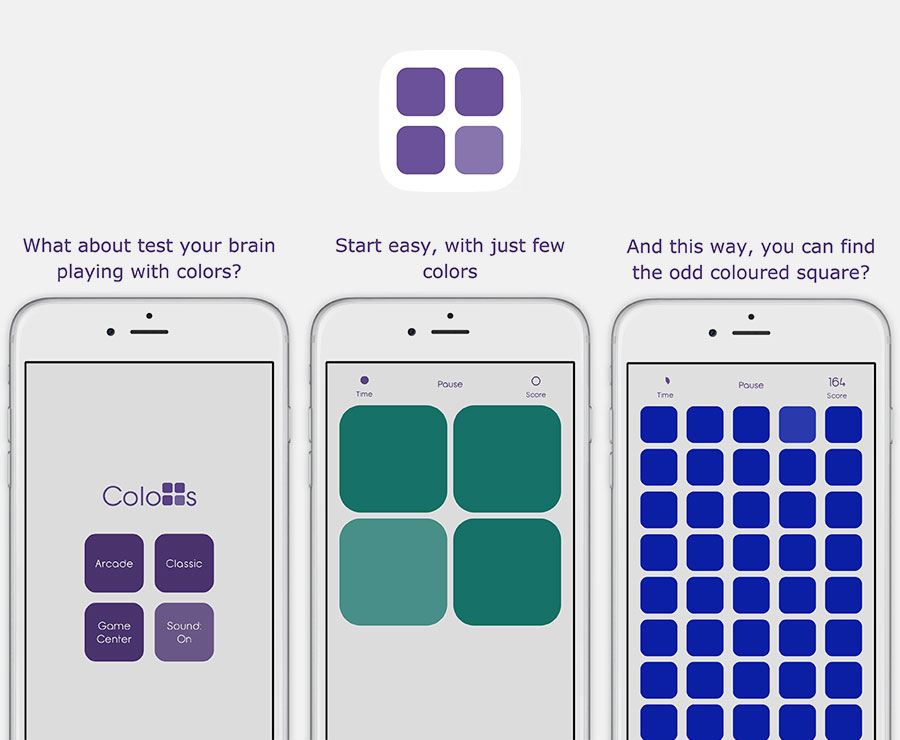 What about test your brain
playing with colors?
Start easy, with just few
colors
And this way, you can find
the odd coloured square?
Colo s
Arcade
Classic
Game
Center
Sound:
On
Time
Pause
Score
Time
Pause
164
Score